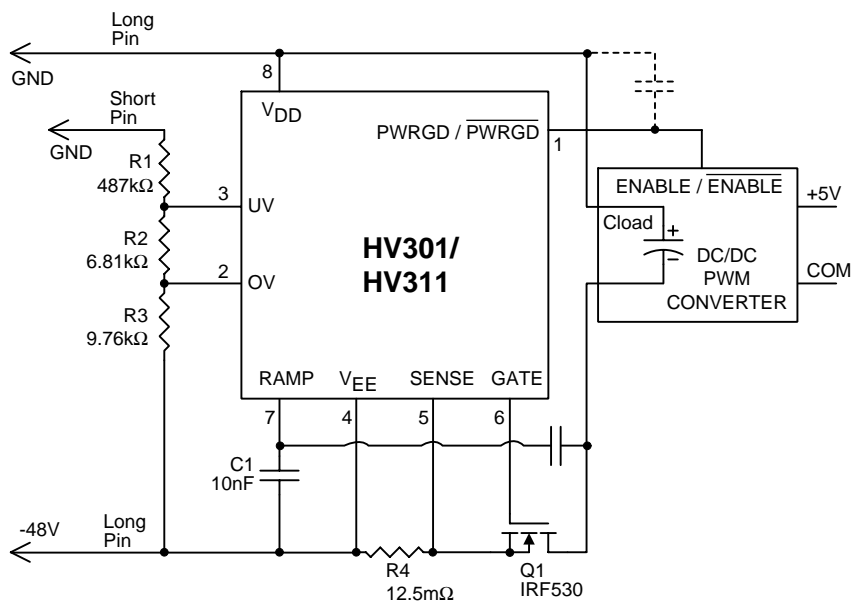 Long
Pin
GND
8
VDD
Short
Pin
GND
PWRGD / PWRGD
1
R1
487kΩ
ENABLE / ENABLE
+5V
3
UV
Cload
+
R2
6.81kΩ
HV301/
HV311
DC/DC
PWM
CONVERTER
COM
2
OV
R3
9.76kΩ
RAMP
VEE
SENSE
GATE
7
4
5
6
C1
10nF
-48V
Long
Pin
R4
12.5mΩ
Q1
IRF530